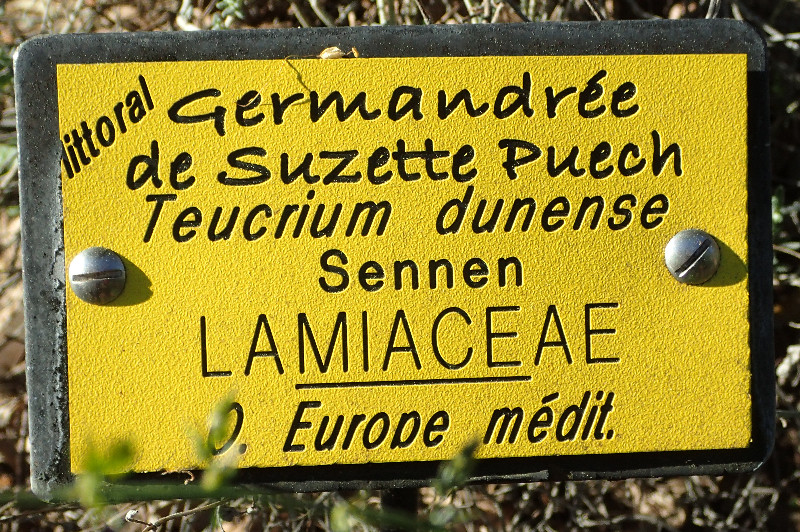 littoral
Germandrée
de Suzette Puech
Teucrium dunense
Sennen
LAMIACEAE
O. Europe médit.